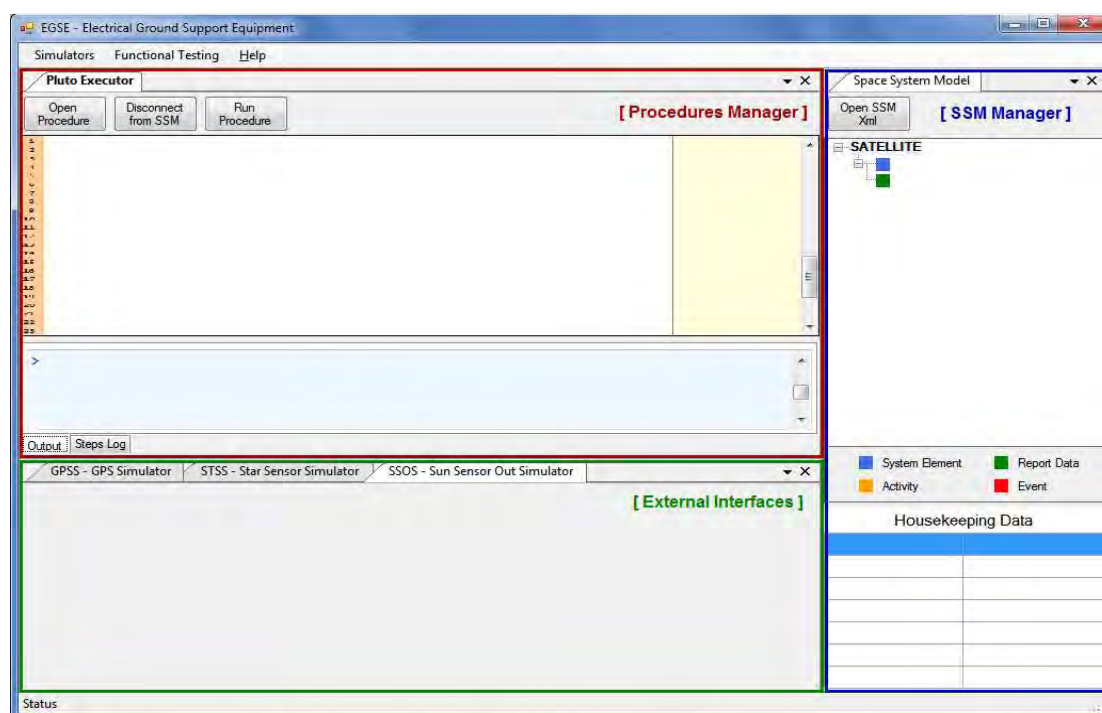 EGSE - Electrical Ground Support Equipment
Simulators Functional Testing Help
Pluto Executor
Open Procedure
Disconnect from SSM
Run Procedure
[ Procedures Manager ]
>
Output Steps Log
GPSS - GPS Simulator STSS - Star Sensor Simulator SSOS - Sun Sensor Out Simulator
[ External Interfaces ]
Space System Model
Open SSM Xml
[ SSM Manager ]
SATELLITE
System Element Report Data
Activity Event
Housekeeping Data
Status